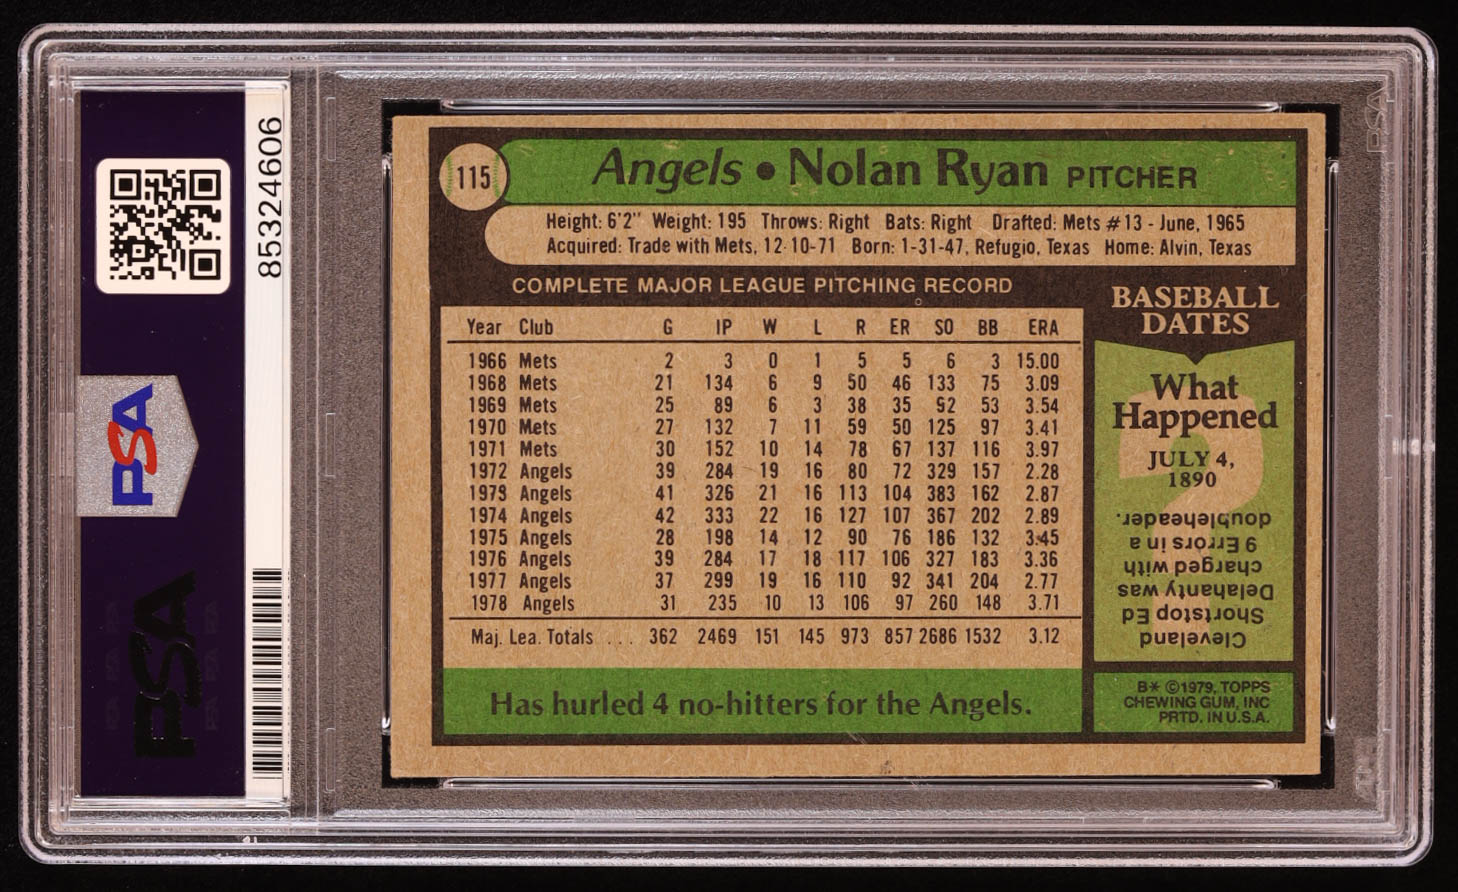 PSA
85324606
PSA
115
Angels • Nolan Ryan PITCHER
Height: 6'2" Weight: 195 Throws: Right Bats: Right Drafted: Mets #13 - June, 1965
Acquired: Trade with Mets, 12-10-71 Born: 1-31-47, Refugio, Texas Home: Alvin, Texas
COMPLETE MAJOR LEAGUE PITCHING RECORD
Year Club G IP W L R ER SO BB ERA
1966 Mets 2 3 0 1 5 5 6 3 15.00
1968 Mets 21 134 6 9 50 46 133 75 3.09
1969 Mets 25 89 6 3 38 35 92 53 3.54
1970 Mets 27 132 7 11 59 50 125 97 3.41
1971 Mets 30 152 10 14 78 67 137 116 3.97
1972 Angels 39 284 19 16 80 72 329 157 2.28
1973 Angels 41 326 21 16 113 104 383 162 2.87
1974 Angels 42 333 22 16 127 107 367 202 2.89
1975 Angels 28 198 14 12 90 76 186 132 3.45
1976 Angels 39 284 17 18 117 106 327 183 3.36
1977 Angels 37 299 19 16 110 92 341 204 2.77
1978 Angels 31 235 10 13 106 97 260 148 3.71
Maj. Lea. Totals ... 362 2469 151 145 973 857 2686 1532 3.12
Has hurled 4 no-hitters for the Angels.
BASEBALL
DATES
What
Happened
JULY 4,
1890
?
Cleveland
Shortstop Ed
Delahanty was
charged with
9 Errors in a
doubleheader.
B* ©1979, TOPPS
CHEWING GUM, INC
PRTD. IN U.S.A.
PSA